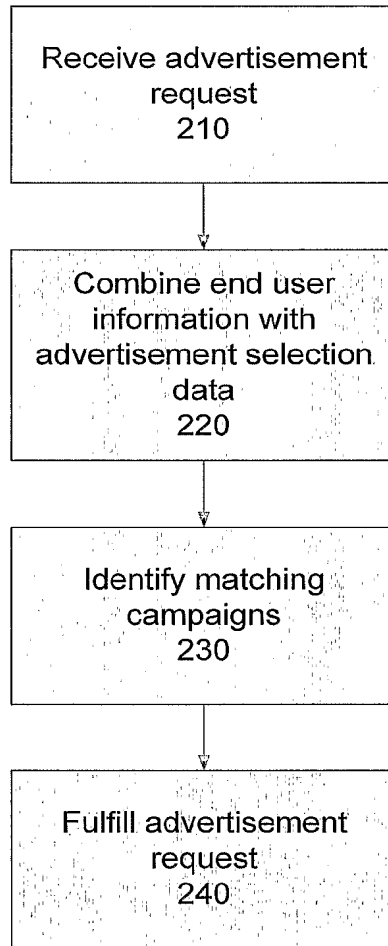 Receive advertisement
request
210
Combine end user
information with
advertisement selection
data
220
Identify matching
campaigns
230
Fulfill advertisement
request
240